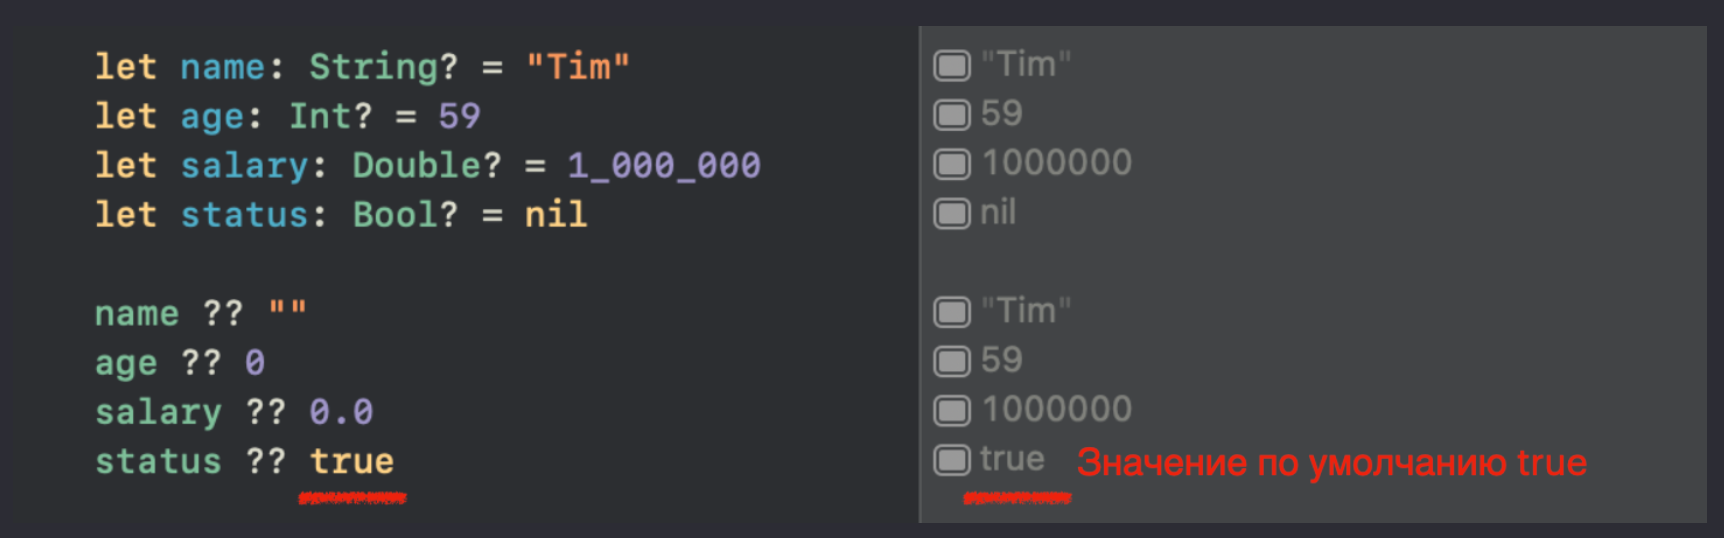 let name: String? = "Tim"
"Tim"
let age: Int? = 59
59
let salary: Double? = 1_000_000
1000000
let status: Bool? = nil
nil
name ?? ""
"Tim"
age ?? 0
59
salary ?? 0.0
1000000
status ?? true
true
Значение по умолчанию true